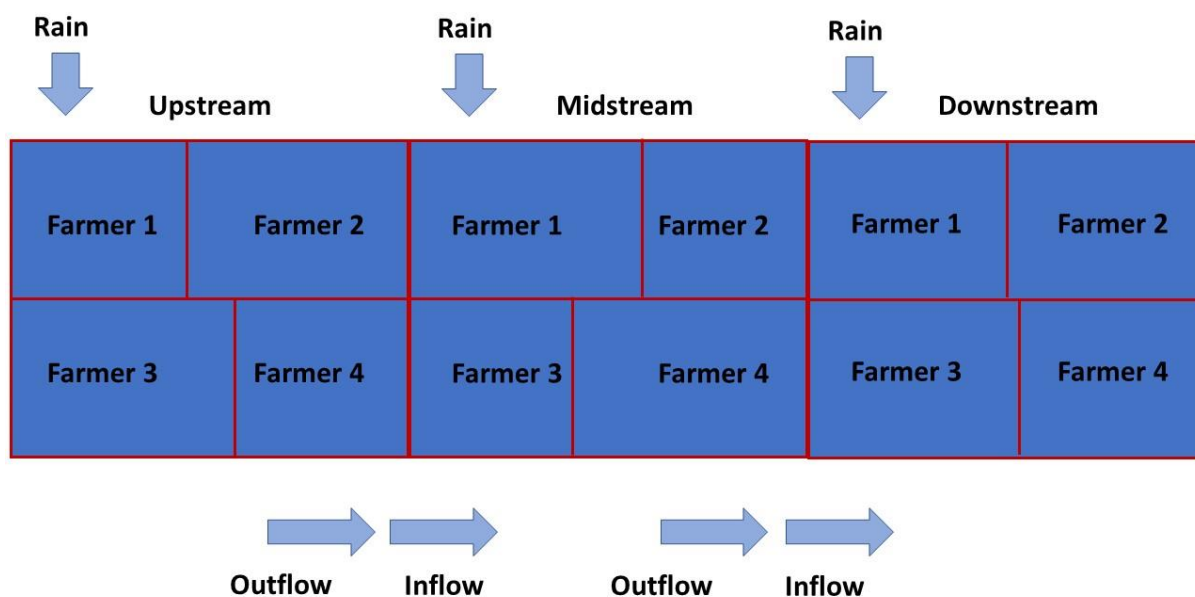 Rain
Rain
Rain
Upstream
Midstream
Downstream
Farmer 1
Farmer 2
Farmer 1
Farmer 2
Farmer 1
Farmer 2
Farmer 3
Farmer 4
Farmer 3
Farmer 4
Farmer 3
Farmer 4
Outflow
Inflow
Outflow
Inflow